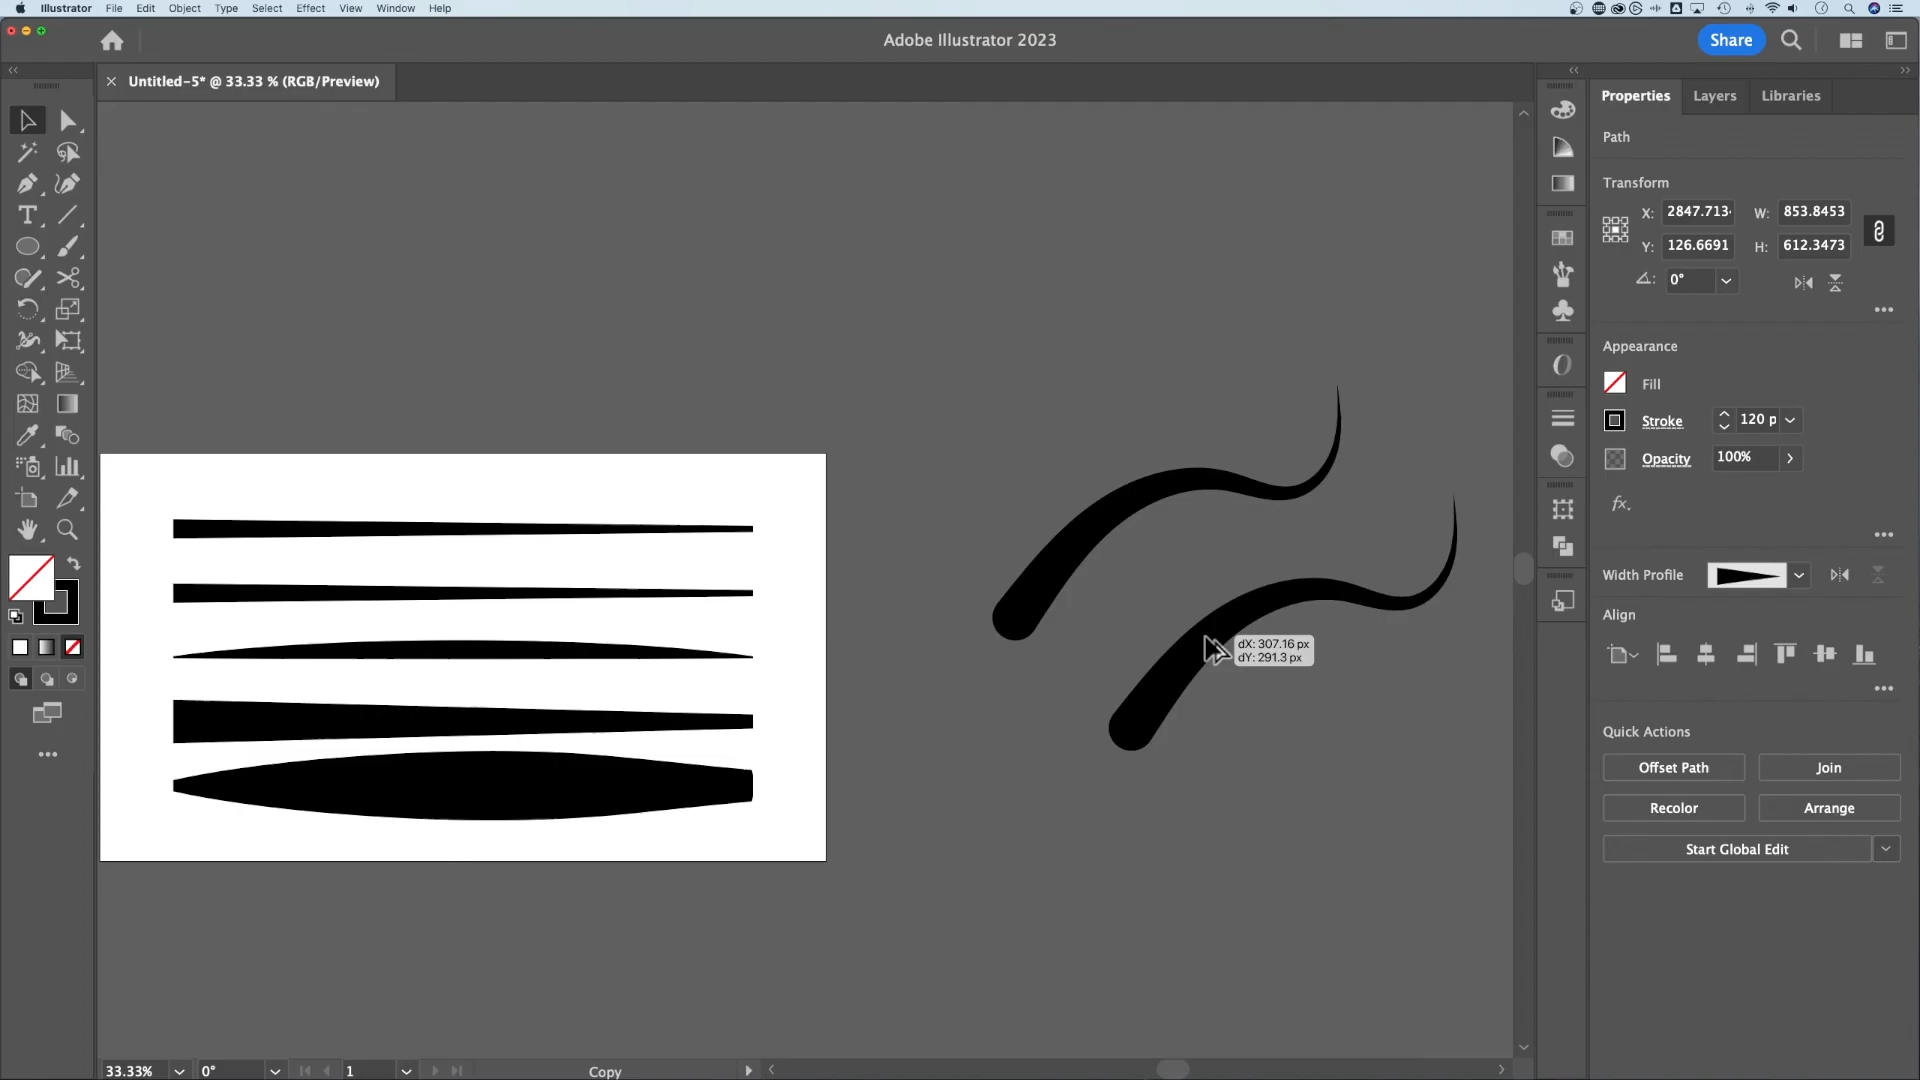 Illustrator File Edit Object Type Select Effect View Window Help
Adobe Illustrator 2023
Share
Untitled-5* @ 33.33 % (RGB/Preview)
Properties Layers Libraries
Path
Transform
X: 2847.713 W: 853.8453
Y: 126.6691 H: 612.3473
0°
Appearance
Fill
Stroke 120 p
Opacity 100%
fx.
Width Profile
Align
dX: 307.16 px
dY: 291.3 px
Quick Actions
Offset Path Join
Recolor Arrange
Start Global Edit
33.33% 0° 1 Copy